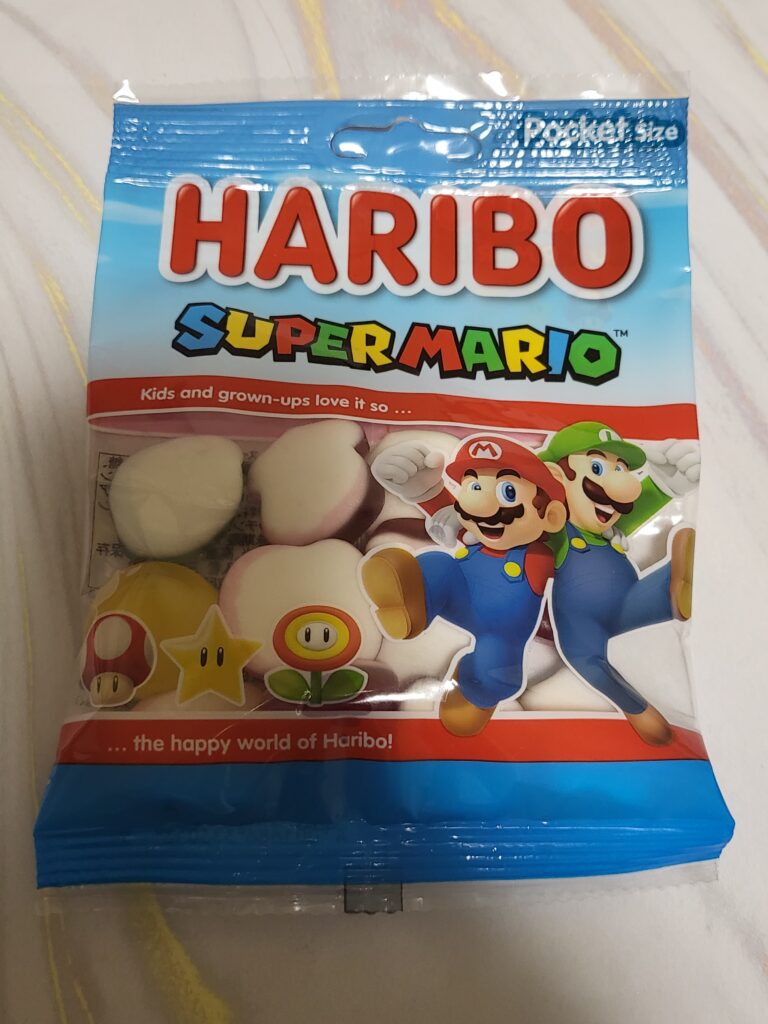 Pocket Size
HARIBO
SUPER MARIO™
Kids and grown-ups love it so ...
M
L
... the happy world of Haribo!